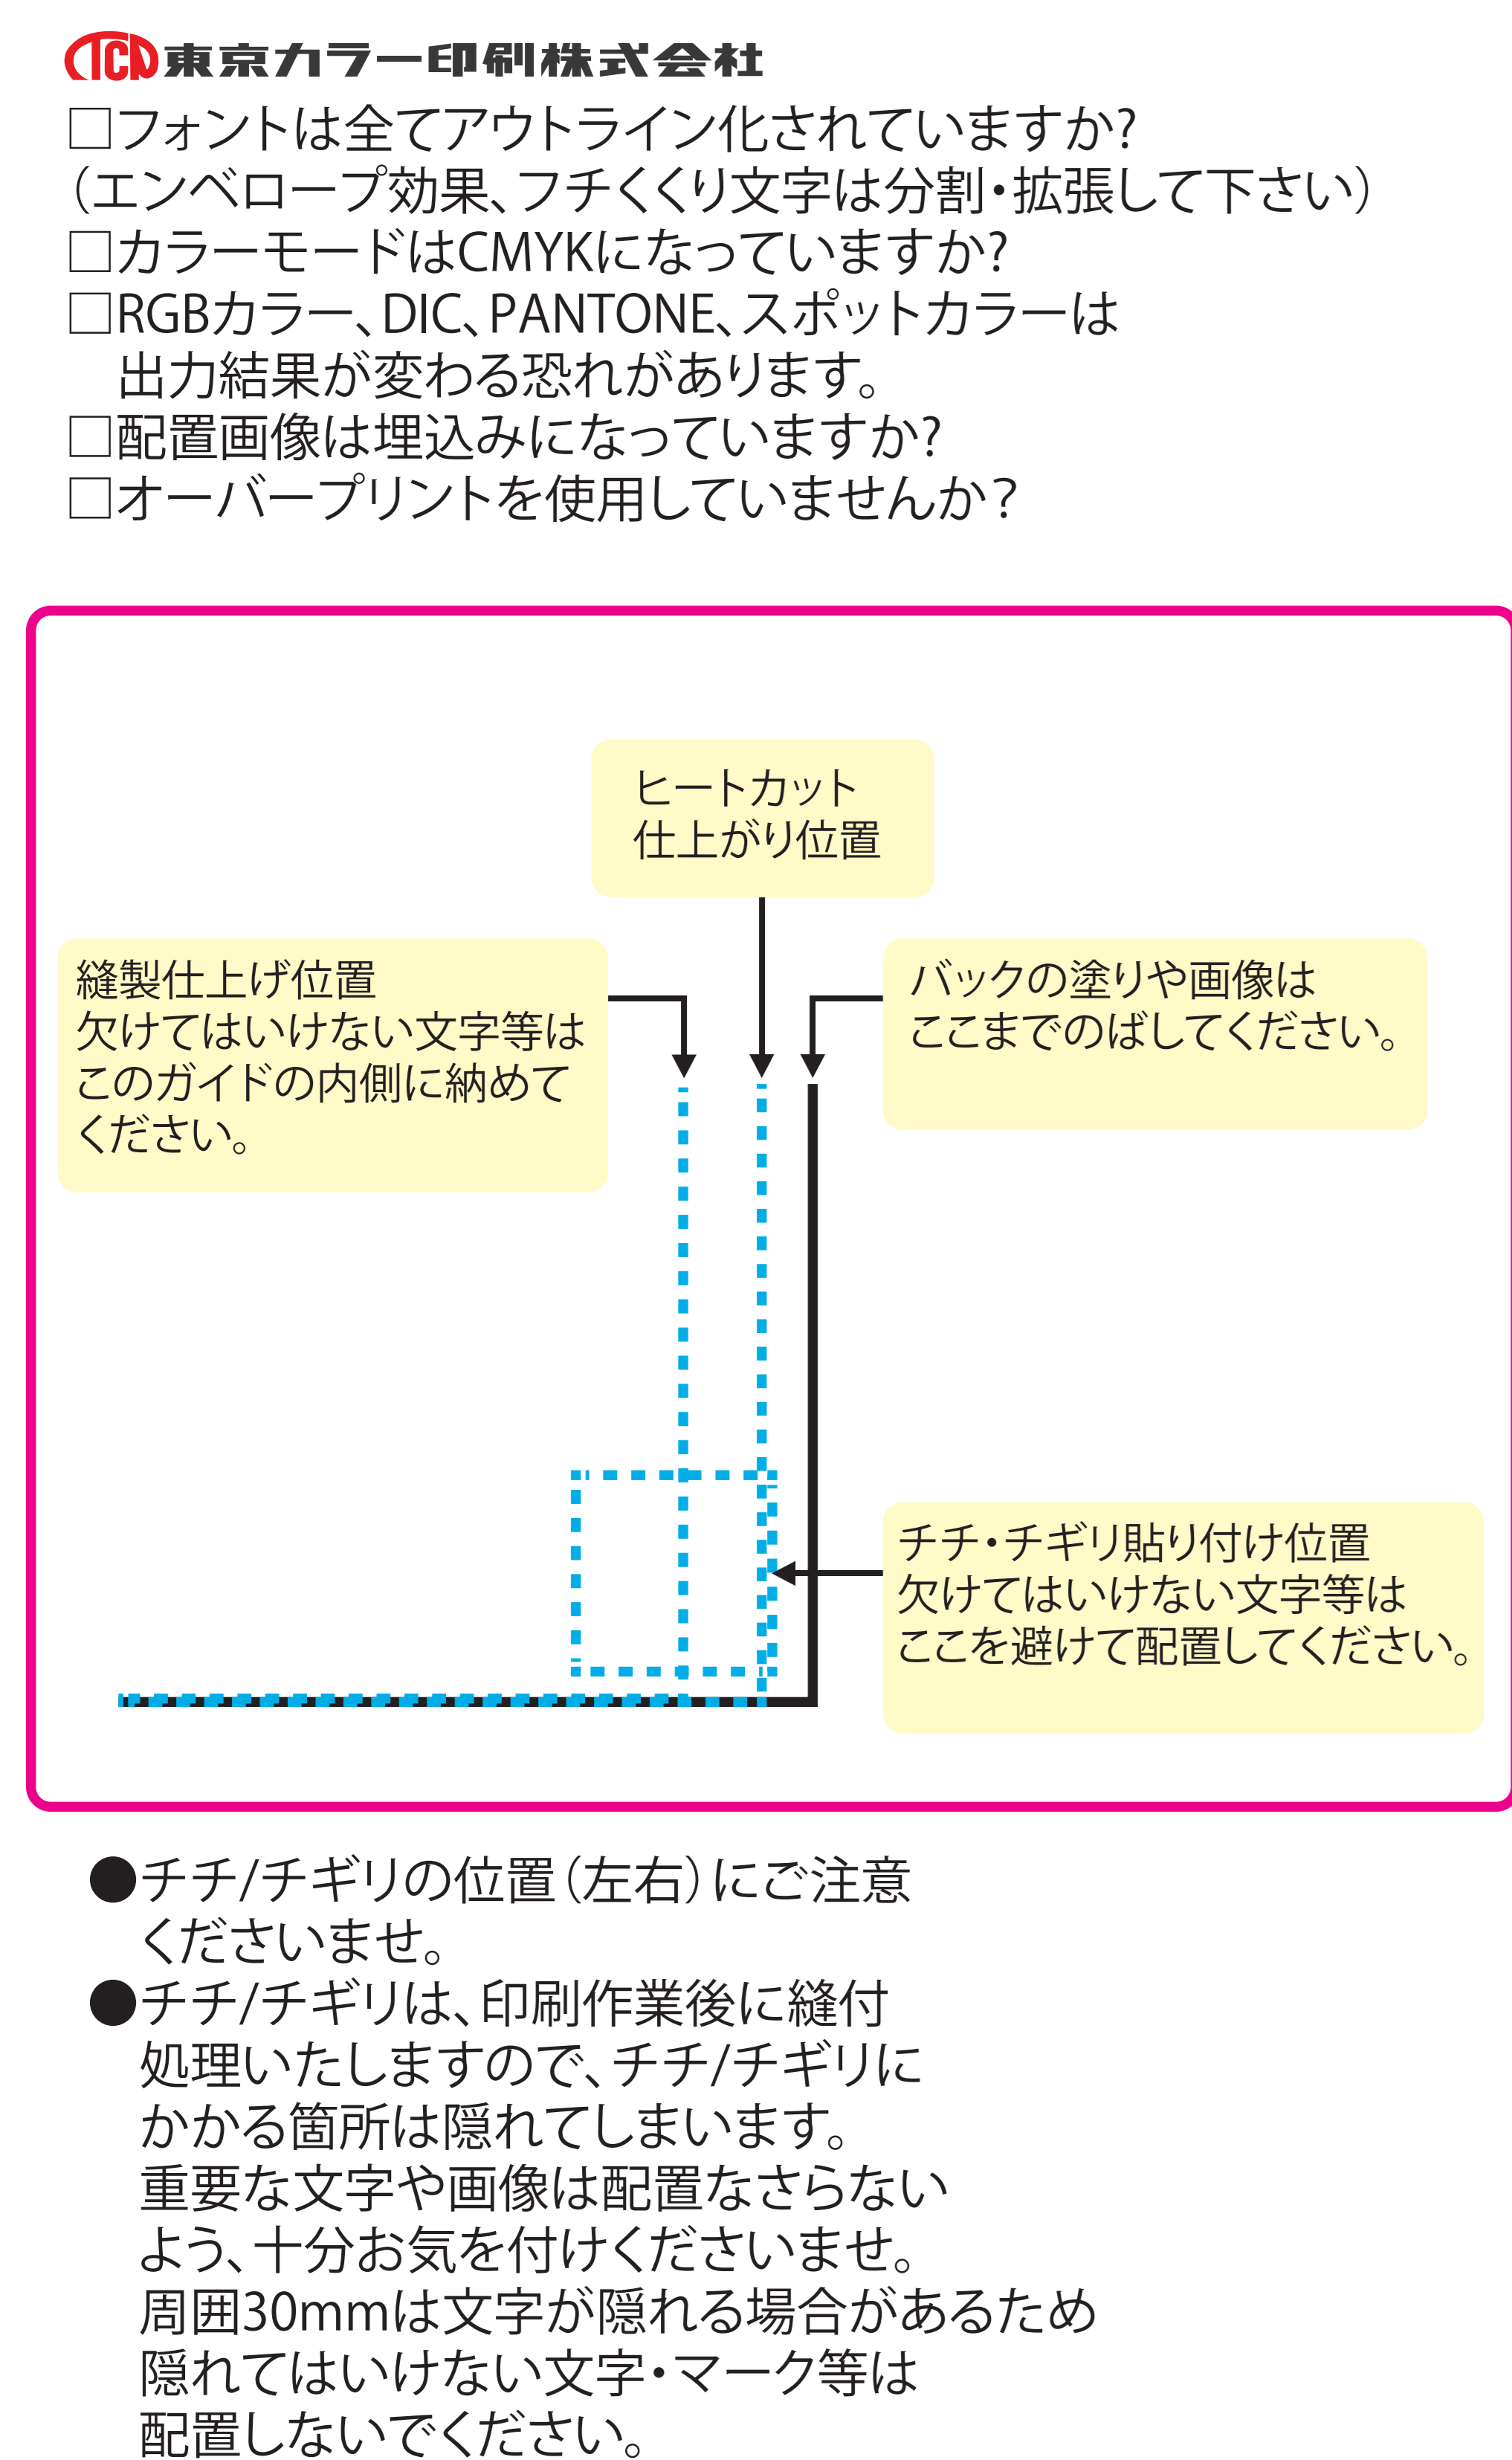 TCP 東京カラー印刷株式会社
□フォントは全てアウトライン化されていますか?
（エンベロープ効果、フチくくり文字は分割・拡張して下さい）
□カラーモードはCMYKになっていますか?
□RGBカラー、DIC、PANTONE、スポットカラーは
出力結果が変わる恐れがあります。
□配置画像は埋込みになっていますか?
□オーバープリントを使用していませんか？
ヒートカット
仕上がり位置
縫製仕上げ位置
欠けてはいけない文字等は
このガイドの内側に納めて
ください。
バックの塗りや画像は
ここまでのばしてください。
チチ・チギリ貼り付け位置
欠けてはいけない文字等は
ここを避けて配置してください。
●チチ/チギリの位置（左右）にご注意
くださいませ。
●チチ/チギリは、印刷作業後に縫付
処理いたしますので、チチ/チギリに
かかる箇所は隠れてしまいます。
重要な文字や画像は配置なさらない
よう、十分お気を付けくださいませ。
周囲30mmは文字が隠れる場合があるため
隠れてはいけない文字・マーク等は
配置しないでください。